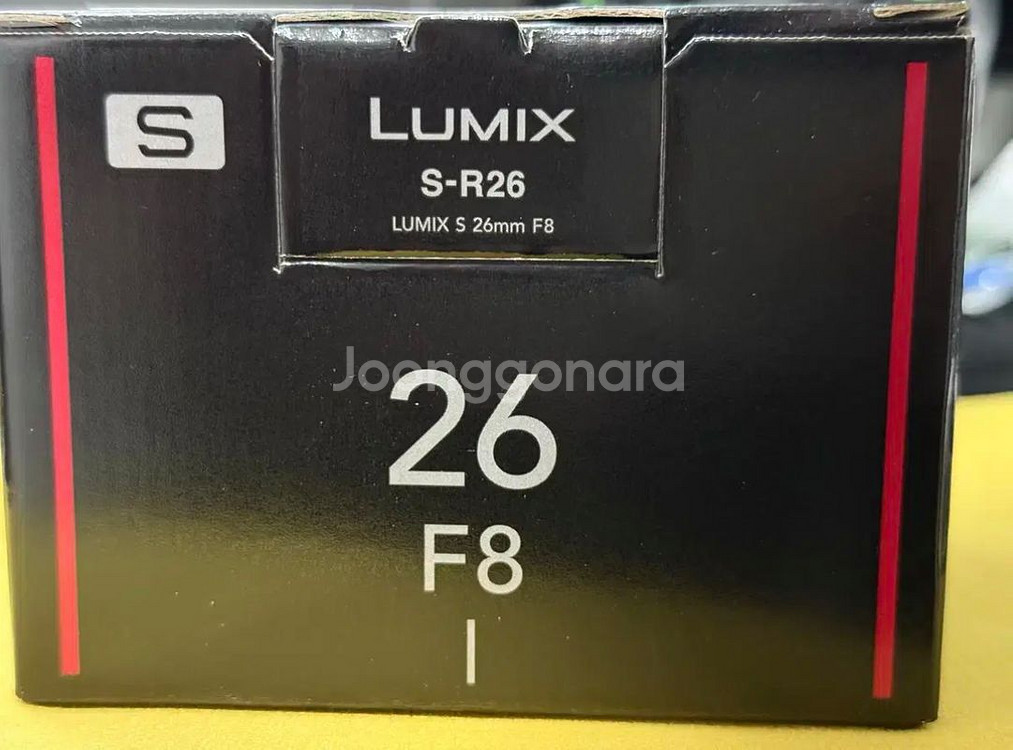 S
LUMIX
S-R26
LUMIX S 26mm F8
Joonggonara
26
F8